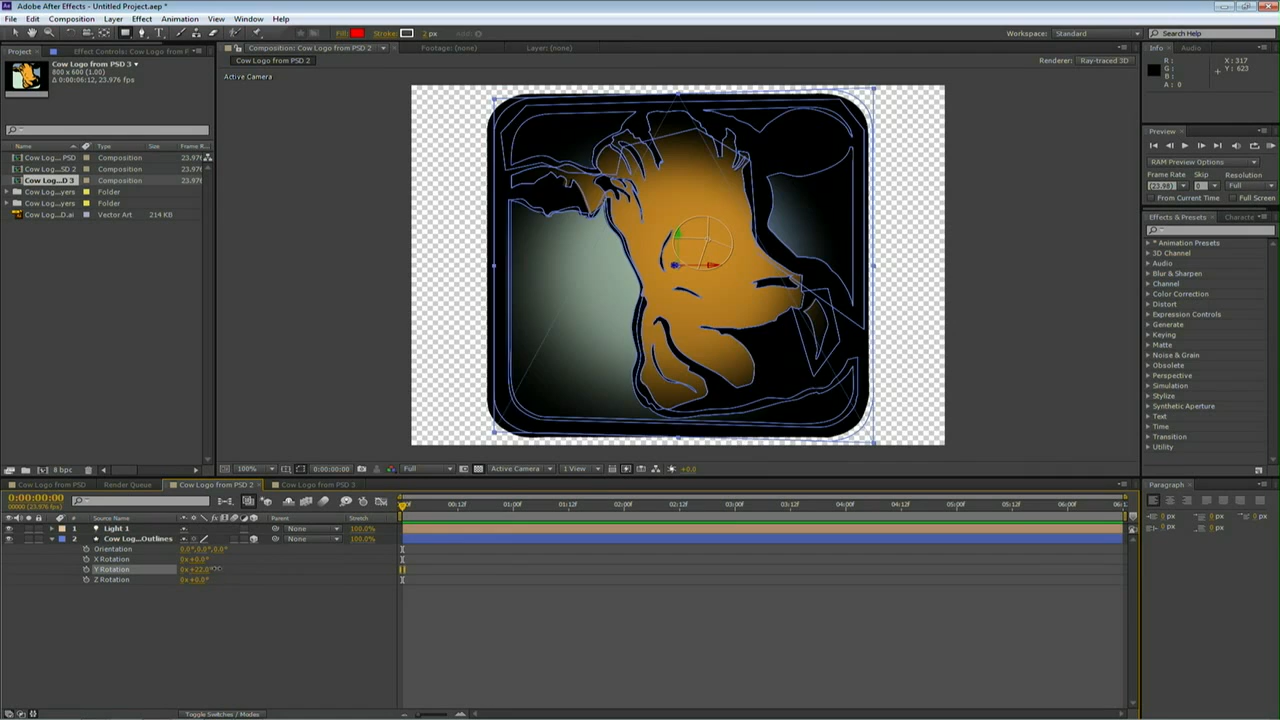 Adobe After Effects - Untitled Project.aep *
File Edit Composition Layer Effect Animation View Window Help
Fill: Stroke: 2 px Add:
Workspace: Standard Search Help
Project Effect Controls: Cow Logo from P
Composition: Cow Logo from PSD 2 Footage: (none) Layer: (none)
Info Audio
Cow Logo from PSD 3
800 x 600 (1.00)
Δ 0:00:06:12, 23.976 fps
Cow Logo from PSD 2
Renderer: Ray-traced 3D
Active Camera
R : X : 317
G : Y : 623
B :
A : 0
Name Type Size Frame R
Cow Log... PSD Composition 23.976
Cow Log...SD 2 Composition 23.976
Cow Log...D 3 Composition 23.976
Cow Log...yers Folder
Cow Log...yers Folder
Cow Log...D.ai Vector Art 214 KB
Preview
RAM Preview Options
Frame Rate Skip Resolution
(23.98) 0 Full
From Current Time Full Screen
Effects & Presets Characte
* Animation Presets
3D Channel
Audio
Blur & Sharpen
Channel
Color Correction
Distort
Expression Controls
Generate
Keying
Matte
Noise & Grain
Obsolete
Perspective
Simulation
Stylize
Synthetic Aperture
Text
Time
Transition
Utility
8 bpc
100% 0:00:00:00 Full Active Camera 1 View +0.0
Cow Logo from PSD Render Queue Cow Logo from PSD 2 Cow Logo from PSD 3
0:00:00:00
00000 (23.976 fps)
00:12f 01:00f 01:12f 02:00f 02:12f 03:00f 03:12f 04:00f 04:12f 05:00f 05:12f 06:00f 06:1
# Source Name Parent Stretch
1 Light 1 None 100.0%
2 Cow Log...Outlines None 100.0%
Orientation 0.0°,0.0°,0.0°
X Rotation 0x+0.0°
Y Rotation 0x+22.0°
Z Rotation 0x+0.0°
Paragraph
0 px 0 px 0 px
0 px 0 px
Toggle Switches / Modes